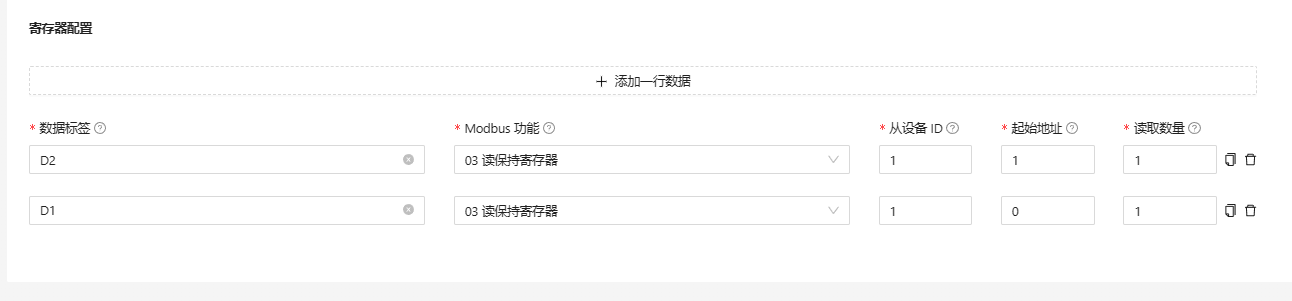 寄存器配置
添加一行数据
* 数据标签 * Modbus 功能 * 从设备 ID * 起始地址 * 读取数量
D2 03 读保持寄存器 1 1 1
D1 03 读保持寄存器 1 0 1